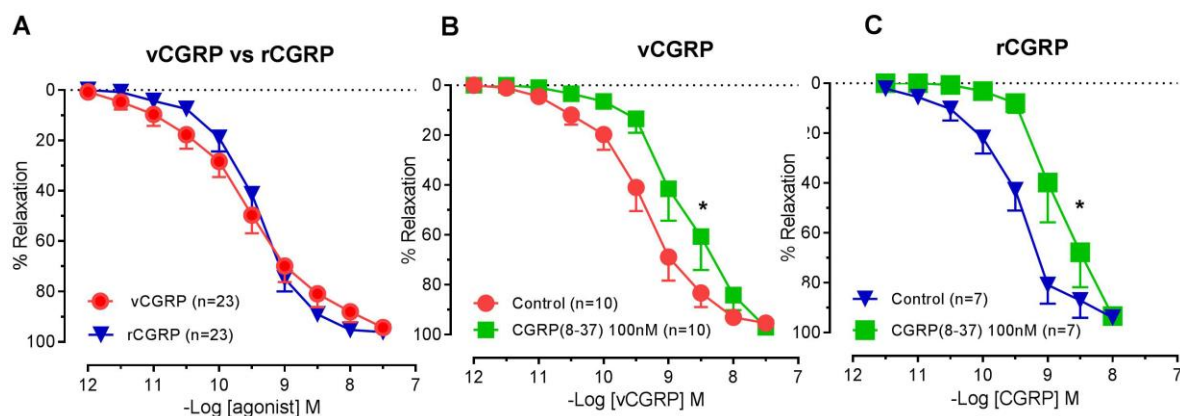 A
vCGRP vs rCGRP
% Relaxation
0
20
40
60
80
100
vCGRP (n=23)
rCGRP (n=23)
12 11 10 9 8 7
-Log [agonist] M
B
vCGRP
% Relaxation
0
20
40
60
80
100
*
Control (n=10)
CGRP(8-37) 100nM (n=10)
12 11 10 9 8 7
-Log [vCGRP] M
C
rCGRP
% Relaxation
0
20
40
60
80
100
*
Control (n=7)
CGRP(8-37) 100nM (n=7)
12 11 10 9 8 7
-Log [CGRP] M